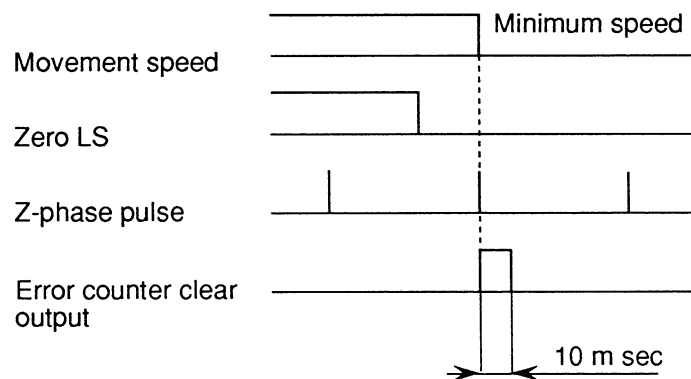 Minimum speed
Movement speed
Zero LS
Z-phase pulse
Error counter clear
output
10 m sec